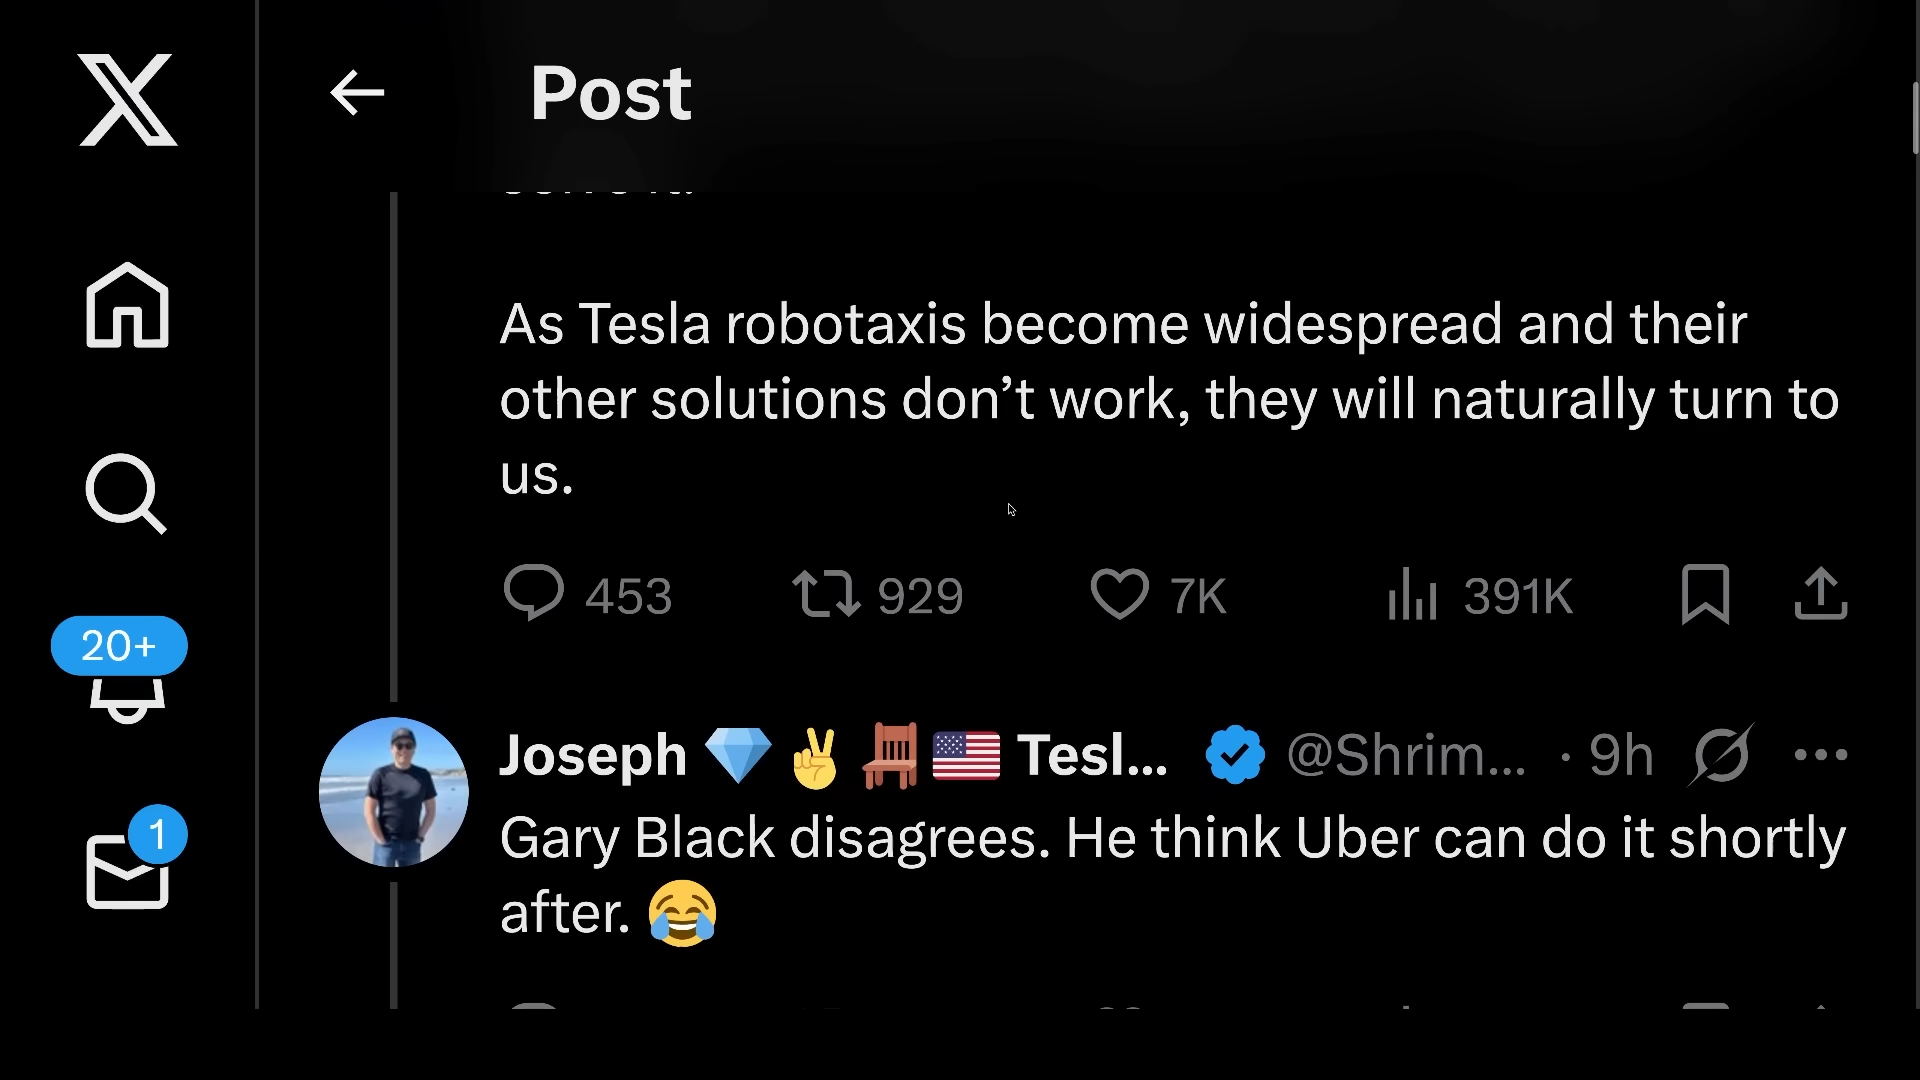 Post
As Tesla robotaxis become widespread and their
other solutions don’t work, they will naturally turn to
us.
453 929 7K 391K
20+
Joseph 💎✌️🪑🇺🇸 Tesl... @Shrim... · 9h
1
Gary Black disagrees. He think Uber can do it shortly
after. 😂